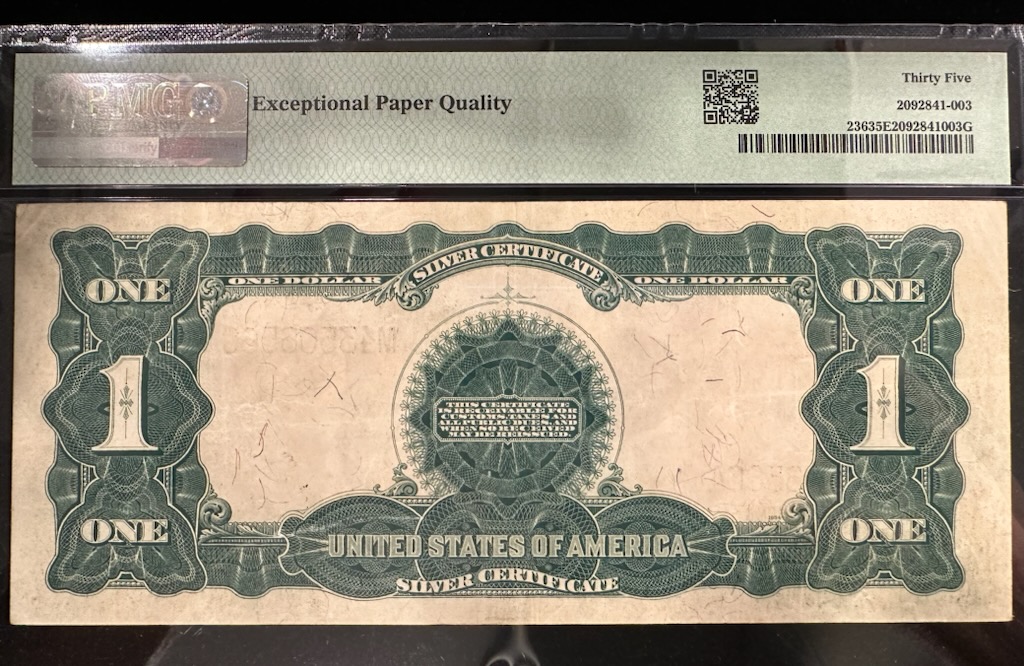 PMG
Exceptional Paper Quality
Thirty Five
2092841-003
23635E2092841003G
SILVER CERTIFICATE
ONE DOLLAR
ONE DOLLAR
ONE
ONE
THIS CERTIFICATE
IS RECEIVABLE FOR
CUSTOMS, TAXES AND
ALL PUBLIC DUES AND
WHEN SO RECEIVED
MAY BE REISSUED.
1
1
ONE
ONE
UNITED STATES OF AMERICA
SILVER CERTIFICATE